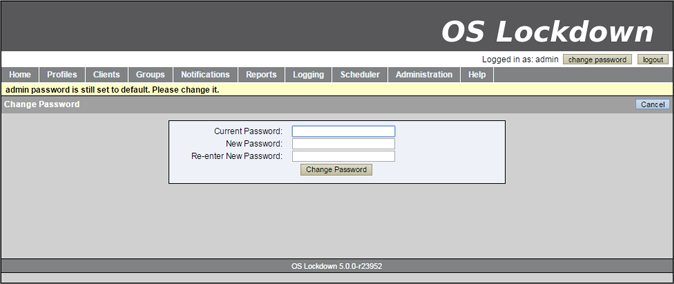 OS Lockdown
Logged in as: admin change password logout
Home Profiles Clients Groups Notifications Reports Logging Scheduler Administration Help
admin password is still set to default. Please change it.
Change Password Cancel
Current Password:
New Password:
Re-enter New Password:
Change Password
OS Lockdown 5.0.0-r23952